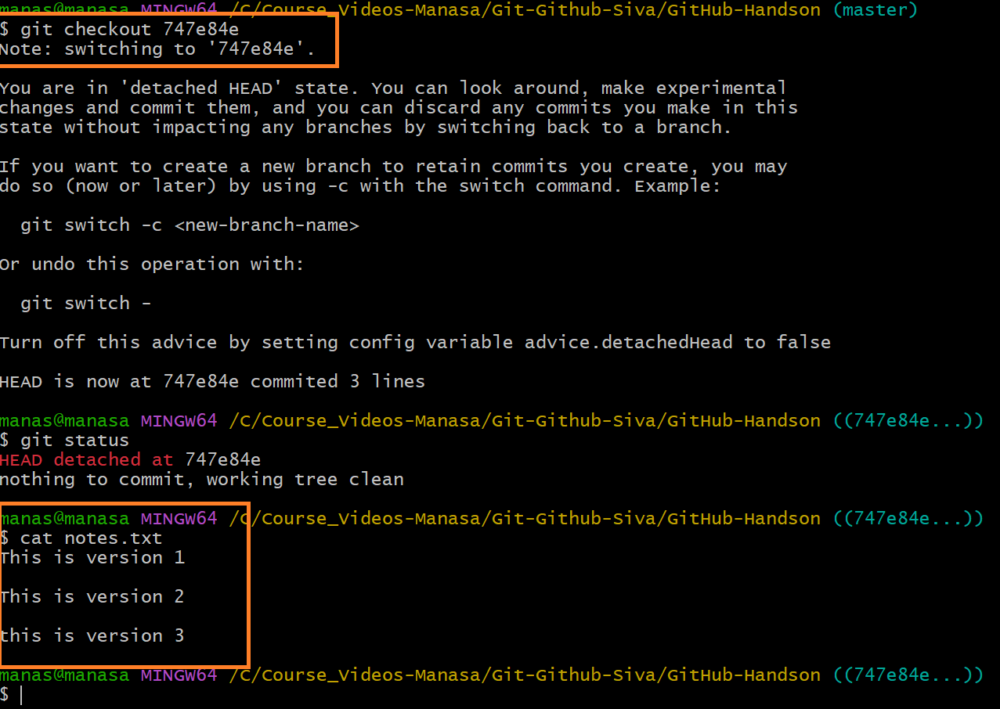 manas@manasa MINGW64 /C/Course_Videos-Manasa/Git-Github-Siva/GitHub-Handson (master)
$ git checkout 747e84e
Note: switching to '747e84e'.
You are in 'detached HEAD' state. You can look around, make experimental
changes and commit them, and you can discard any commits you make in this
state without impacting any branches by switching back to a branch.
If you want to create a new branch to retain commits you create, you may
do so (now or later) by using -c with the switch command. Example:
git switch -c <new-branch-name>
Or undo this operation with:
git switch -
Turn off this advice by setting config variable advice.detachedHead to false
HEAD is now at 747e84e commited 3 lines
manas@manasa MINGW64 /C/Course_Videos-Manasa/Git-Github-Siva/GitHub-Handson ((747e84e...))
$ git status
HEAD detached at 747e84e
nothing to commit, working tree clean
manas@manasa MINGW64 /C/Course_Videos-Manasa/Git-Github-Siva/GitHub-Handson ((747e84e...))
$ cat notes.txt
This is version 1
This is version 2
this is version 3
manas@manasa MINGW64 /C/Course_Videos-Manasa/Git-Github-Siva/GitHub-Handson ((747e84e...))
$